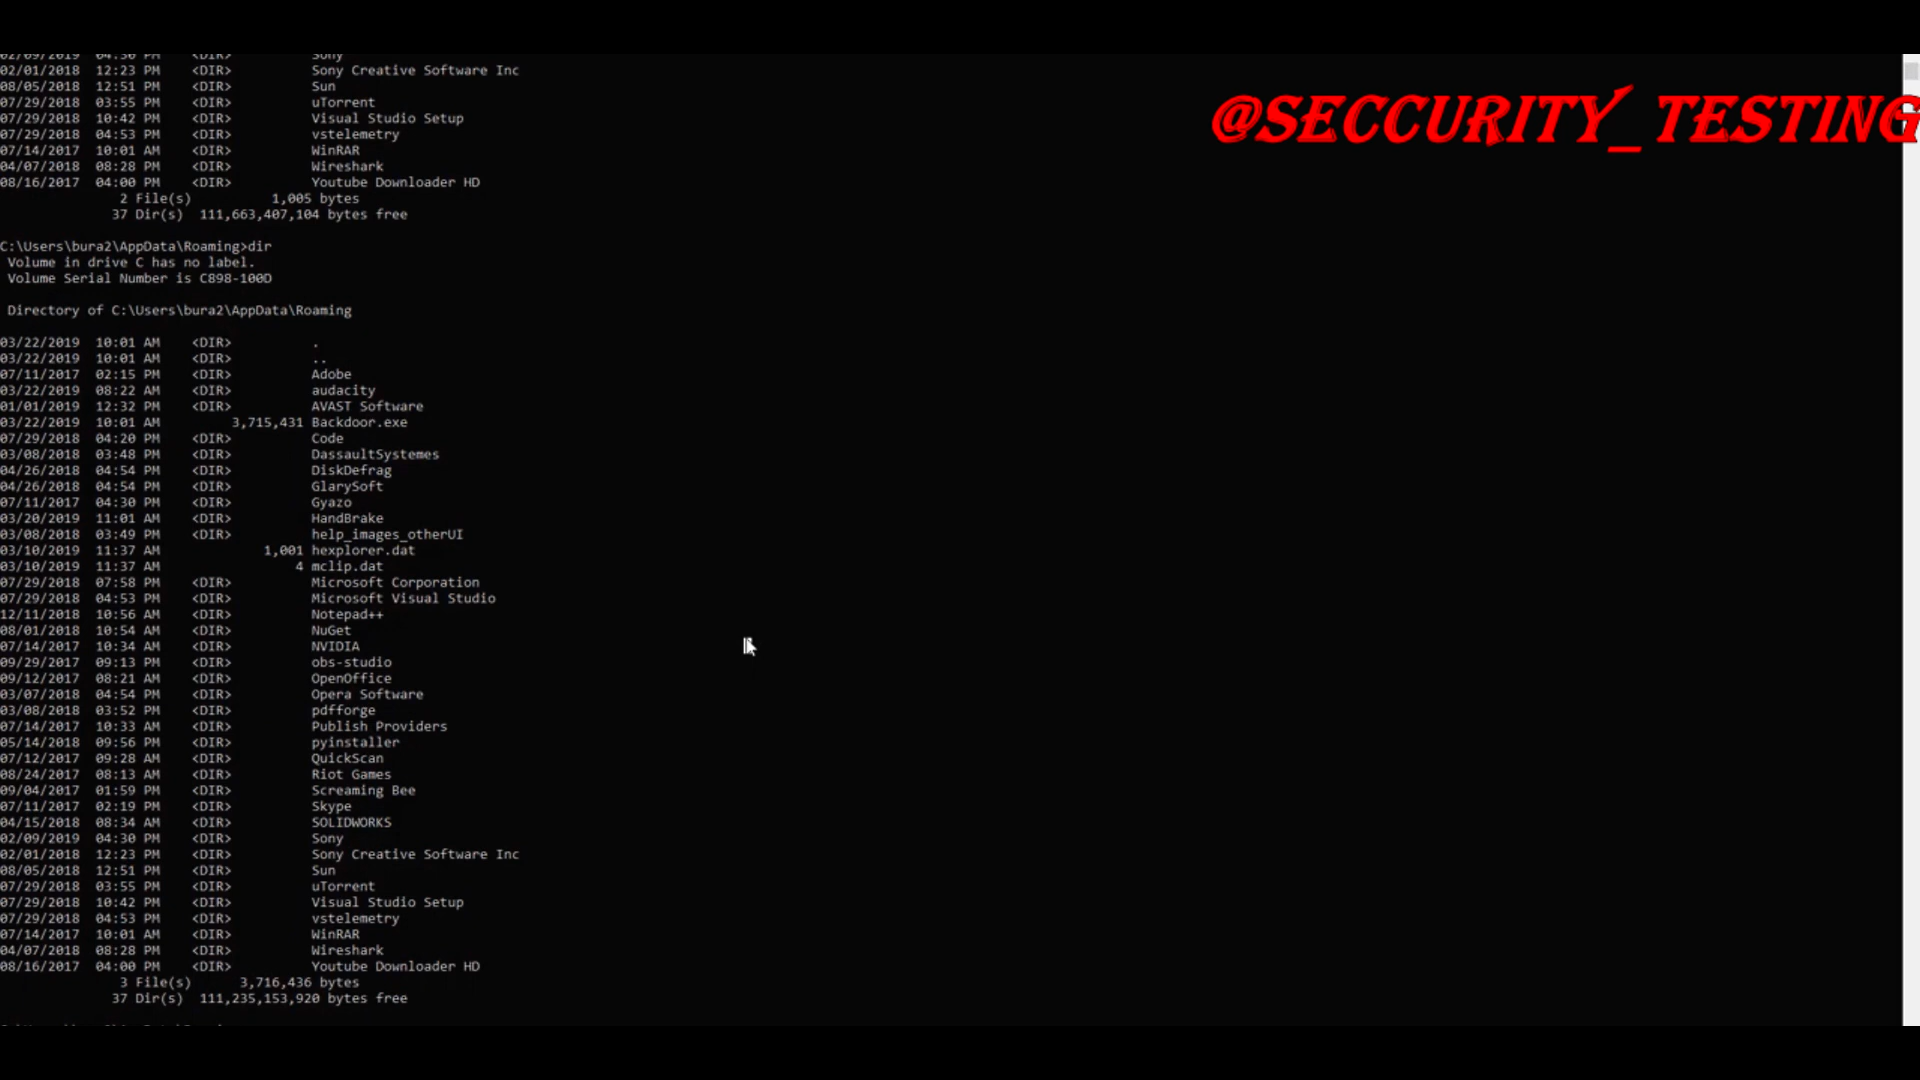 02/09/2019 04:30 PM <DIR> Sony
02/01/2018 12:23 PM <DIR> Sony Creative Software Inc
08/05/2018 12:51 PM <DIR> Sun
07/29/2018 03:55 PM <DIR> uTorrent
07/29/2018 10:42 PM <DIR> Visual Studio Setup
07/29/2018 04:53 PM <DIR> vstelemetry
07/14/2017 10:01 AM <DIR> WinRAR
04/07/2018 08:28 PM <DIR> Wireshark
08/16/2017 04:00 PM <DIR> Youtube Downloader HD
2 File(s) 1,005 bytes
37 Dir(s) 111,663,407,104 bytes free
@SECCURITY_TESTING
C:\Users\bura2\AppData\Roaming>dir
Volume in drive C has no label.
Volume Serial Number is C898-100D
Directory of C:\Users\bura2\AppData\Roaming
03/22/2019 10:01 AM <DIR> .
03/22/2019 10:01 AM <DIR> ..
07/11/2017 02:15 PM <DIR> Adobe
03/22/2019 08:22 AM <DIR> audacity
01/01/2019 12:32 PM <DIR> AVAST Software
03/22/2019 10:01 AM 3,715,431 Backdoor.exe
07/29/2018 04:20 PM <DIR> Code
03/08/2018 03:48 PM <DIR> DassaultSystemes
04/26/2018 04:54 PM <DIR> DiskDefrag
04/26/2018 04:54 PM <DIR> GlarySoft
07/11/2017 04:30 PM <DIR> Gyazo
03/20/2019 11:01 AM <DIR> HandBrake
03/08/2018 03:49 PM <DIR> help_images_otherUI
03/10/2019 11:37 AM 1,001 hexplorer.dat
03/10/2019 11:37 AM 4 mclip.dat
07/29/2018 07:58 PM <DIR> Microsoft Corporation
07/29/2018 04:53 PM <DIR> Microsoft Visual Studio
12/11/2018 10:56 AM <DIR> Notepad++
08/01/2018 10:54 AM <DIR> NuGet
07/14/2017 10:34 AM <DIR> NVIDIA
09/29/2017 09:13 PM <DIR> obs-studio
09/12/2017 08:21 AM <DIR> OpenOffice
03/07/2018 04:54 PM <DIR> Opera Software
03/08/2018 03:52 PM <DIR> pdfforge
07/14/2017 10:33 AM <DIR> Publish Providers
05/14/2018 09:56 PM <DIR> pyinstaller
07/12/2017 09:28 AM <DIR> QuickScan
08/24/2017 08:13 AM <DIR> Riot Games
09/04/2017 01:59 PM <DIR> Screaming Bee
07/11/2017 02:19 PM <DIR> Skype
04/15/2018 08:34 AM <DIR> SOLIDWORKS
02/09/2019 04:30 PM <DIR> Sony
02/01/2018 12:23 PM <DIR> Sony Creative Software Inc
08/05/2018 12:51 PM <DIR> Sun
07/29/2018 03:55 PM <DIR> uTorrent
07/29/2018 10:42 PM <DIR> Visual Studio Setup
07/29/2018 04:53 PM <DIR> vstelemetry
07/14/2017 10:01 AM <DIR> WinRAR
04/07/2018 08:28 PM <DIR> Wireshark
08/16/2017 04:00 PM <DIR> Youtube Downloader HD
3 File(s) 3,716,436 bytes
37 Dir(s) 111,235,153,920 bytes free